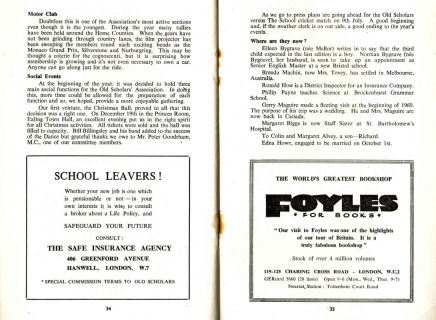 Motor Club
Doubtless this is one of the Association's most active sections
even though it is the youngest. During the year many rallies
have been held around the Home Counties. When the gates have
not been grinding through country lanes, the film projector has
been sweeping the members round such exciting bends as the
Monaco Grand Prix, Silverstone and Nurburgring. This may be
thought a course for the cognoscenti, but it is surprising how
membership is growing and it's not even necessary to own a car.
Anyone can go along just for the ride.
Social Events
At the beginning of the year, it was decided to hold three
main social functions for the Old Scholars' Association. In doing
this, more time could be allowed for the preparation of each
function and so, we hoped, provide a more enjoyable gathering.
Our first venture, the Christmas Ball, proved to all that this
decision was a right one. On December 19th in the Princess Room,
Ealing Town Hall, an excellent evening put us in the right spirit
for all Christmas activities. All tickets were sold and the hall was
filled to capacity. Bill Billingsley and his band added to the success
of the Dance but grateful thanks we owe to Mr. Peter Goodeham,
M.C., one of our committee members.
SCHOOL LEAVERS!
Whether your new job is one which
is pensionable or not — in your
own interests it is wise to consult
a broker about a Life Policy, and
SAFEGUARD YOUR FUTURE
CONSULT:
THE SAFE INSURANCE AGENCY
406 GREENFORD AVENUE
HANWELL, LONDON, W.7
*SPECIAL COMMISSION TERMS TO OLD SCHOLARS
34
As we go to press plans are going ahead for the Old Scholars
versus The School cricket match on 9th July. A good beginning
and, if the weather clerk is on our side, a good ending to the year's
events.
Where are they now?
Eileen Bygrave (née Mellor) writes in to say that the third
child expected in the last edition is a boy. Norman Bygrave (née
Bygrave), her husband, is soon to take up an appointment as
Senior English Master at a new Bristol school.
Brenda Machin, now Mrs. Tovey, has settled in Melbourne,
Australia.
Ronald How is a District Inspector for an Insurance Company.
Philip Payne teaches Science at Brockenhurst Grammar
School.
Gerry Maguire made a fleeting visit at the beginning of 1960.
The purpose of his trip was a wedding. He and Mrs. Maguire are
now back in Canada.
Margaret Biggs is now Staff Sister at St. Bartholomew's
Hospital.
To Colin and Margaret Alvey, a son—Richard.
Edna Howe, engaged to be married on October 1st.
THE WORLD'S GREATEST BOOKSHOP
FOYLES
* FOR BOOKS *
"Our visit to Foyles was one of the highlights
of our tour of Britain. It is a
truly fabulous bookshop"
Stock of over 4 million volumes
119-125 CHARING CROSS ROAD - LONDON, W.C.2
GERrard 5660 (20 lines) Open 9-6 (Mon., Wed., Thur. 9-7)
Nearest Station: Tottenham Court Road
35